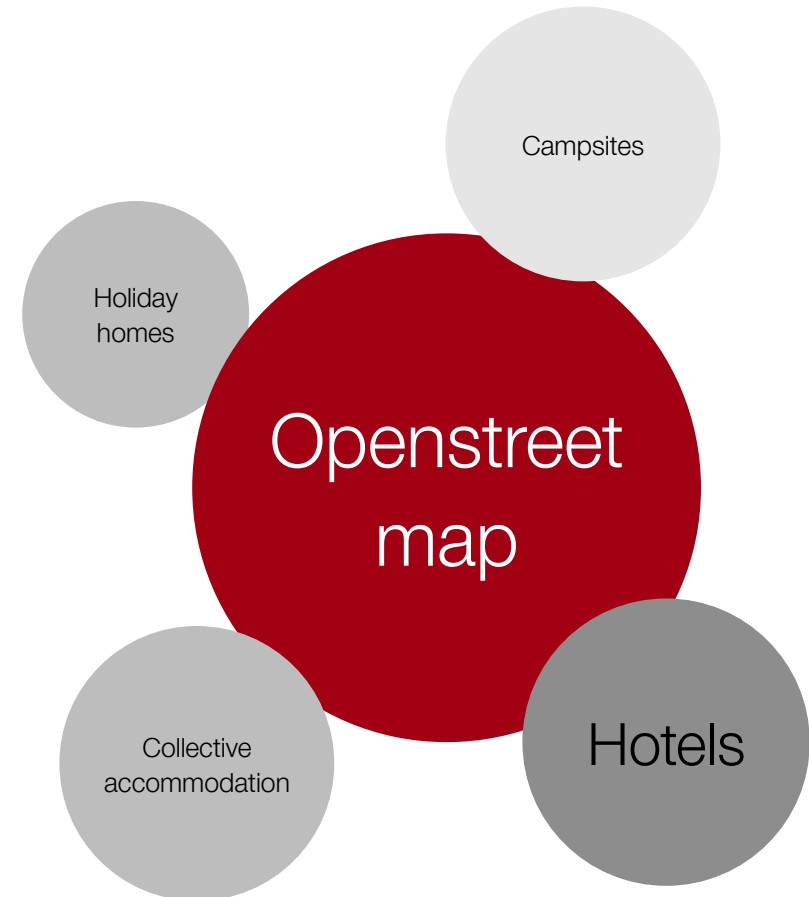 Campsites
Holiday
homes
Openstreet
map
Collective
accommodation
Hotels